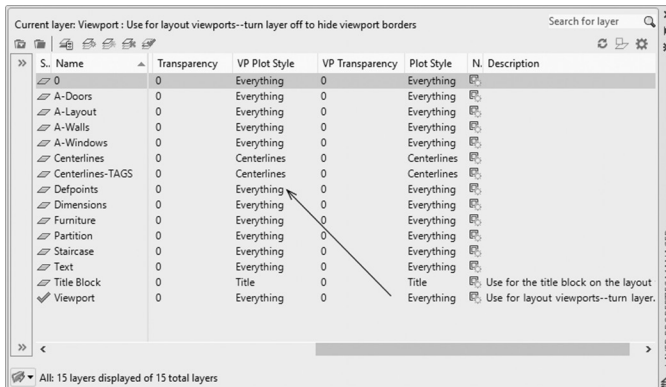 Current layer: Viewport : Use for layout viewports--turn layer off to hide viewport borders
Search for layer
S.. Name Transparency VP Plot Style VP Transparency Plot Style N. Description
0 0 Everything 0 Everything
A-Doors 0 Everything 0 Everything
A-Layout 0 Everything 0 Everything
A-Walls 0 Everything 0 Everything
A-Windows 0 Everything 0 Everything
Centerlines 0 Centerlines 0 Centerlines
Centerlines-TAGS 0 Centerlines 0 Centerlines
Defpoints 0 Everything 0 Everything
Dimensions 0 Everything 0 Everything
Furniture 0 Everything 0 Everything
Partition 0 Everything 0 Everything
Staircase 0 Everything 0 Everything
Text 0 Everything 0 Everything
Title Block 0 Title 0 Title Use for the title block on the layout
Viewport 0 Everything 0 Everything Use for layout viewports--turn layer.
All: 15 layers displayed of 15 total layers